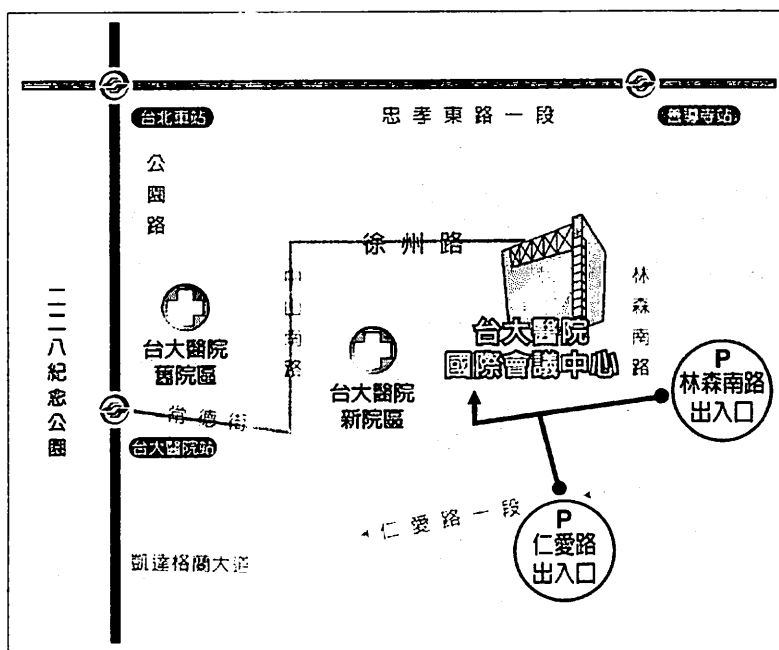 台北車站
忠孝東路一段
善導寺站
公園路
徐州路
中山南路
林森南路
二二八紀念公園
台大醫院
舊院區
台大醫院
新院區
台大醫院
國際會議中心
P
林森南路
出入口
常德街
台大醫院站
仁愛路一段
P
仁愛路
出入口
凱達格蘭大道